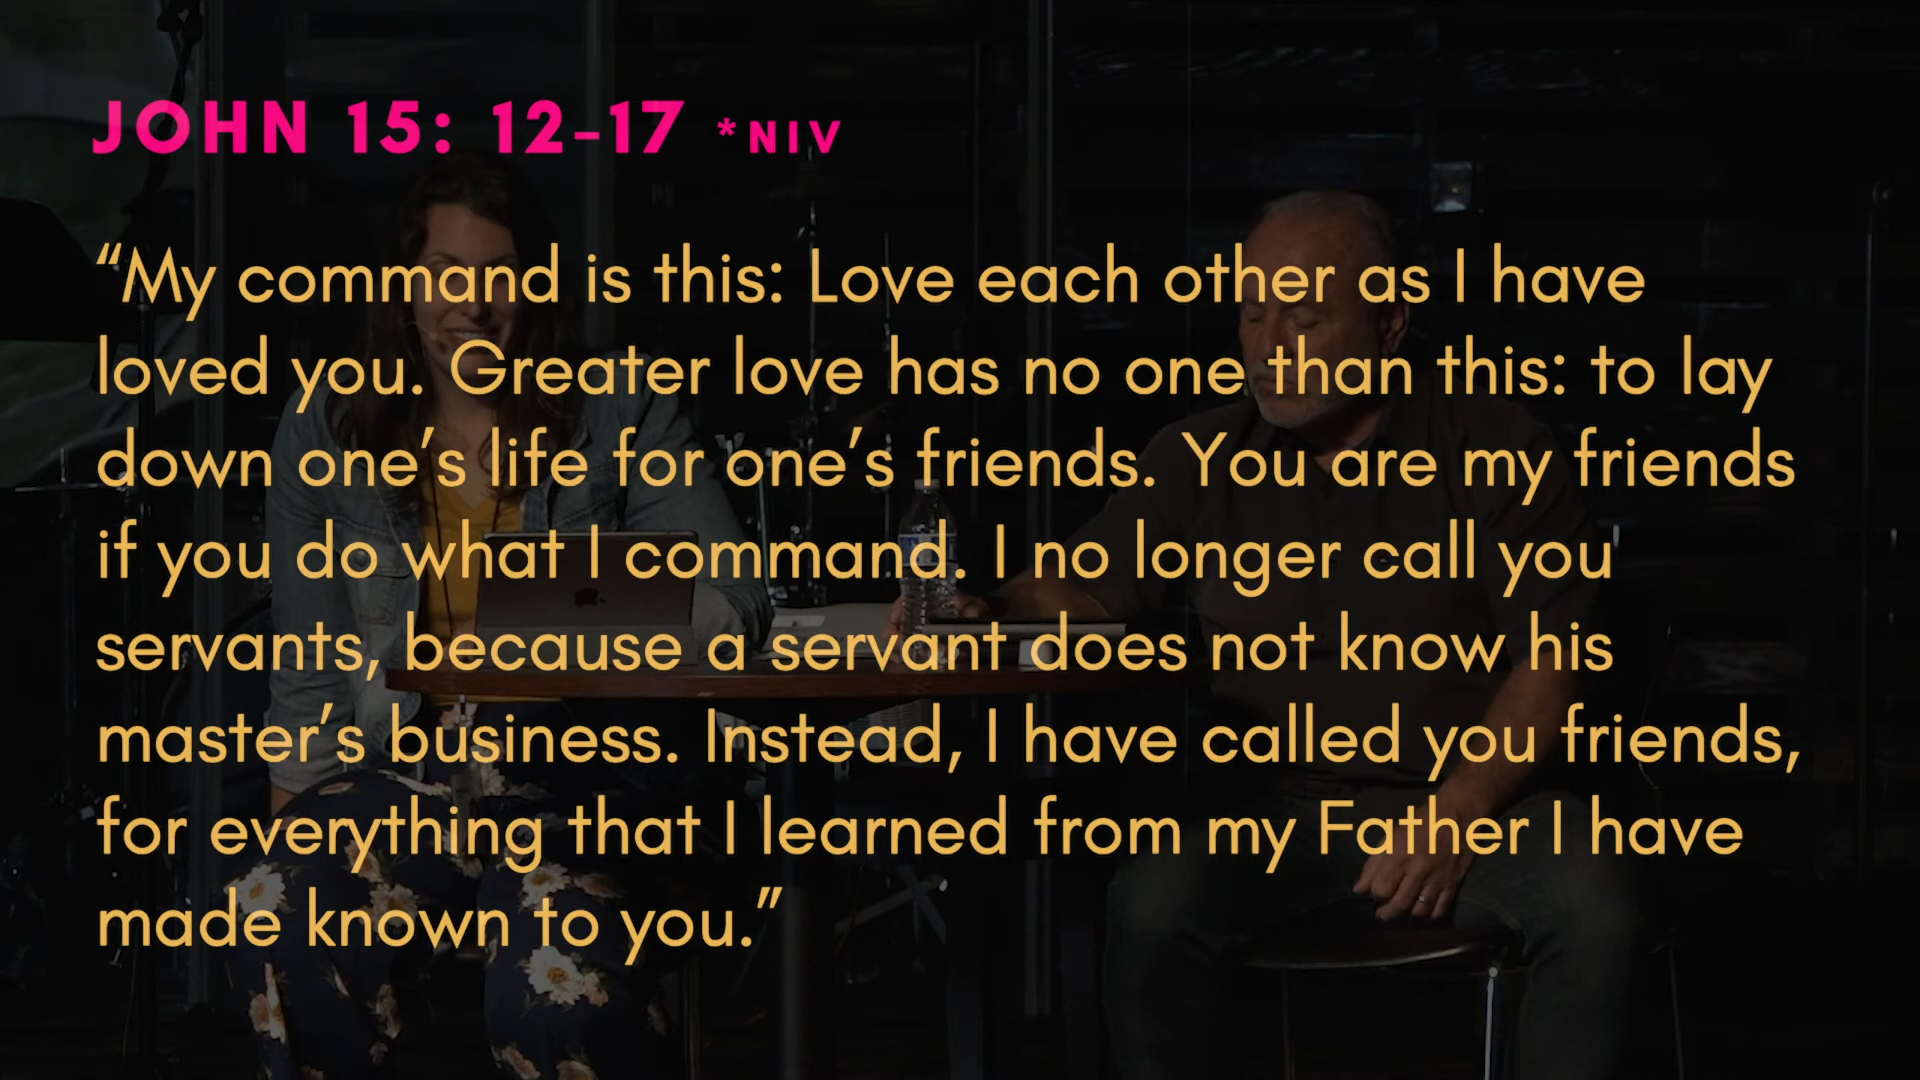 JOHN 15: 12-17 *NIV
“My command is this: Love each other as I have
loved you. Greater love has no one than this: to lay
down one’s life for one’s friends. You are my friends
if you do what I command. I no longer call you
servants, because a servant does not know his
master’s business. Instead, I have called you friends,
for everything that I learned from my Father I have
made known to you.”